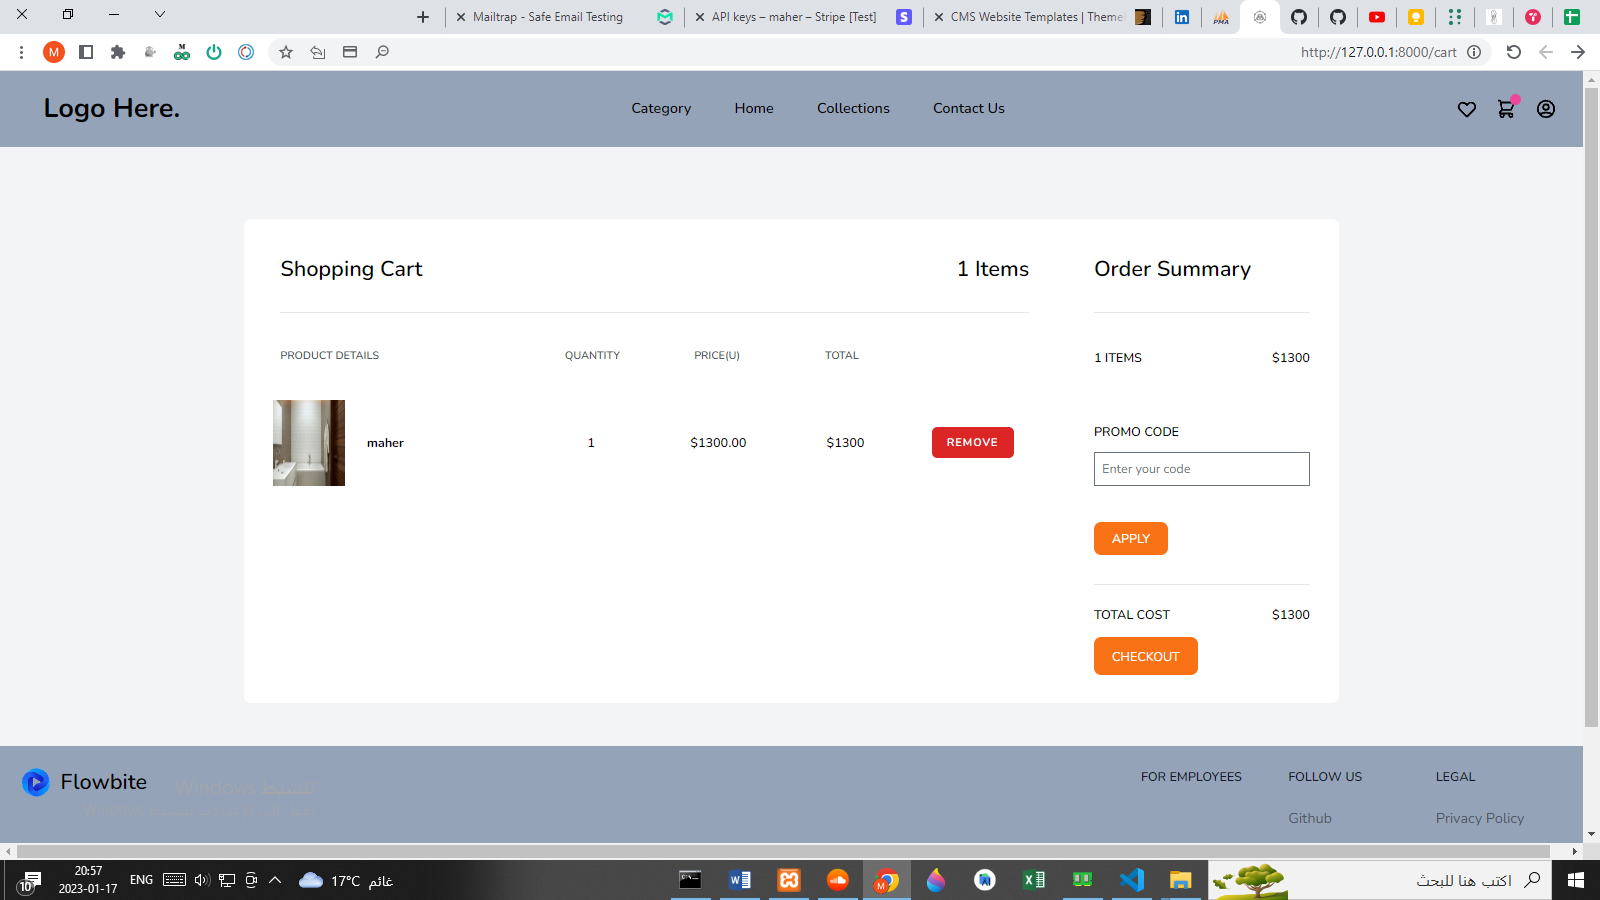 Mailtrap - Safe Email Testing
API keys – maher – Stripe [Test]
CMS Website Templates | Theme
M
http://127.0.0.1:8000/cart
Logo Here.
Category
Home
Collections
Contact Us
Shopping Cart
1 Items
Order Summary
PRODUCT DETAILS
QUANTITY
PRICE(U)
TOTAL
1 ITEMS
$1300
maher
1
$1300.00
$1300
REMOVE
PROMO CODE
Enter your code
APPLY
TOTAL COST
$1300
CHECKOUT
Flowbite
تنشيط Windows
FOR EMPLOYEES
FOLLOW US
LEGAL
Github
Privacy Policy
10
20:57
2023-01-17
ENG
17°C غائم
اكتب هنا للبحث